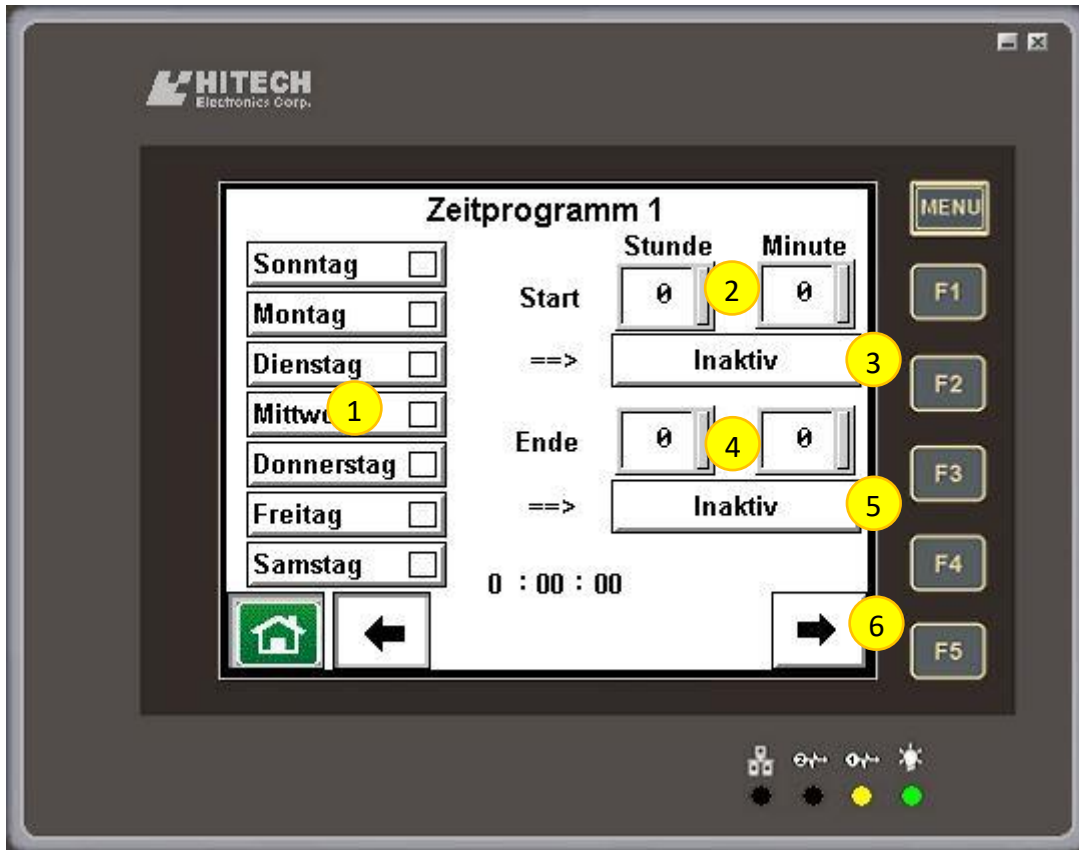 HITECH
Electronics Corp.
Zeitprogramm 1
MENU
Stunde Minute
Sonntag
Start 0 2 0
F1
Montag
Dienstag ==> Inaktiv 3
F2
1
Ende 0 4 0
Donnerstag
F3
Freitag ==> Inaktiv 5
Samstag
F4
0 : 00 : 00
6
F5